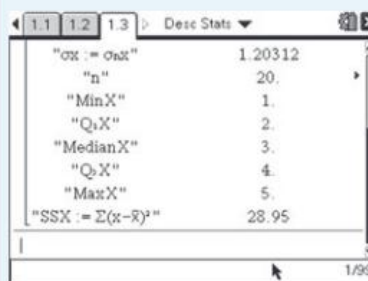 1.1 1.2 1.3 Desc Stats
"σx := σₙx" 1.20312
"n" 20.
"MinX" 1.
"Q₁X" 2.
"MedianX" 3.
"Q₃X" 4.
"MaxX" 5.
"SSX := Σ(x-x̄)²" 28.95
1/99